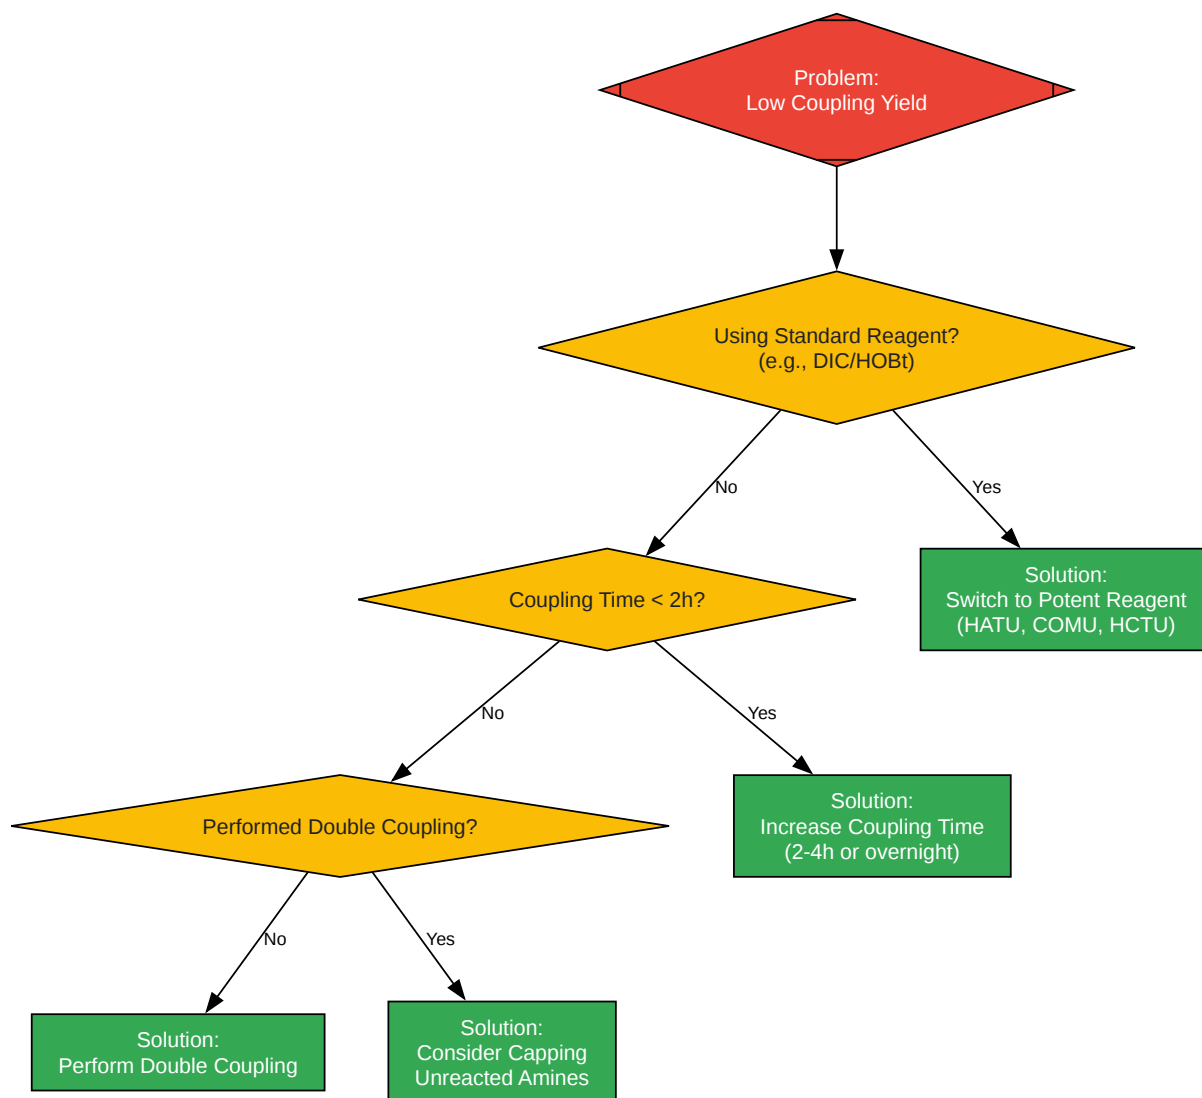 Problem:
Low Coupling Yield
Using Standard Reagent?
(e.g., DIC/HOBt)
No
Yes
Coupling Time < 2h?
Solution:
Switch to Potent Reagent
(HATU, COMU, HCTU)
No
Yes
Performed Double Coupling?
Solution:
Increase Coupling Time
(2-4h or overnight)
No
Yes
Solution:
Perform Double Coupling
Solution:
Consider Capping
Unreacted Amines